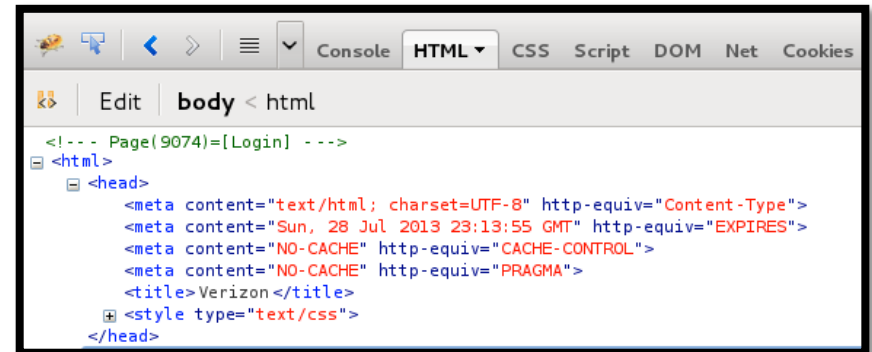 Console HTML CSS Script DOM Net Cookies
Edit body < html
<!--- Page(9074)=[Login] --->
<html>
<head>
<meta content="text/html; charset=UTF-8" http-equiv="Content-Type">
<meta content="Sun, 28 Jul 2013 23:13:55 GMT" http-equiv="EXPIRES">
<meta content="NO-CACHE" http-equiv="CACHE-CONTROL">
<meta content="NO-CACHE" http-equiv="PRAGMA">
<title>Verizon</title>
<style type="text/css">
</head>